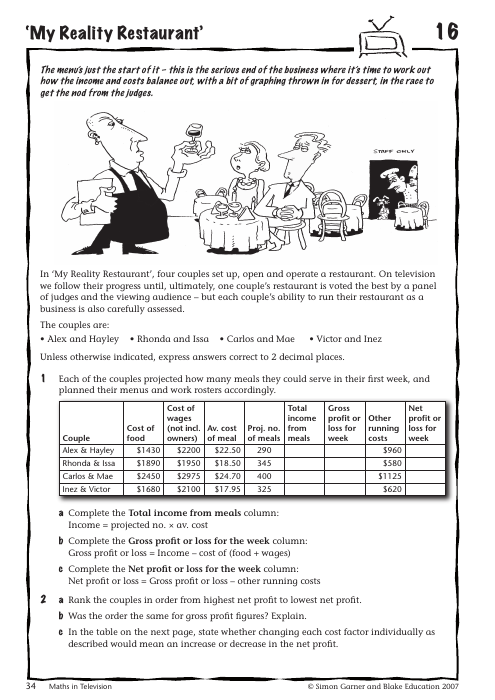 ‘My Reality Restaurant’
16
The menu's just the start of it – this is the serious end of the business where it's time to work out
how the income and costs balance out, with a bit of graphing thrown in for dessert, in the race to
get the nod from the judges.
STAFF ONLY
In ‘My Reality Restaurant’, four couples set up, open and operate a restaurant. On television
we follow their progress until, ultimately, one couple's restaurant is voted the best by a panel
of judges and the viewing audience – but each couple's ability to run their restaurant as a
business is also carefully assessed.
The couples are:
• Alex and Hayley • Rhonda and Issa • Carlos and Mae • Victor and Inez
Unless otherwise indicated, express answers correct to 2 decimal places.
1 Each of the couples projected how many meals they could serve in their first week, and
planned their menus and work rosters accordingly.
Couple Cost of food Cost of wages (not incl. owners) Av. cost of meal Proj. no. of meals Total income from meals Gross profit or loss for week Other running costs Net profit or loss for week
Alex & Hayley $1430 $2200 $22.50 290 $960
Rhonda & Issa $1890 $1950 $18.50 345 $580
Carlos & Mae $2450 $2975 $24.70 400 $1125
Inez & Victor $1680 $2100 $17.95 325 $620
a Complete the Total income from meals column:
Income = projected no. × av. cost
b Complete the Gross profit or loss for the week column:
Gross profit or loss = Income – cost of (food + wages)
c Complete the Net profit or loss for the week column:
Net profit or loss = Gross profit or loss – other running costs
2 a Rank the couples in order from highest net profit to lowest net profit.
b Was the order the same for gross profit figures? Explain.
c In the table on the next page, state whether changing each cost factor individually as
described would mean an increase or decrease in the net profit.
34 Maths in Television
© Simon Garner and Blake Education 2007